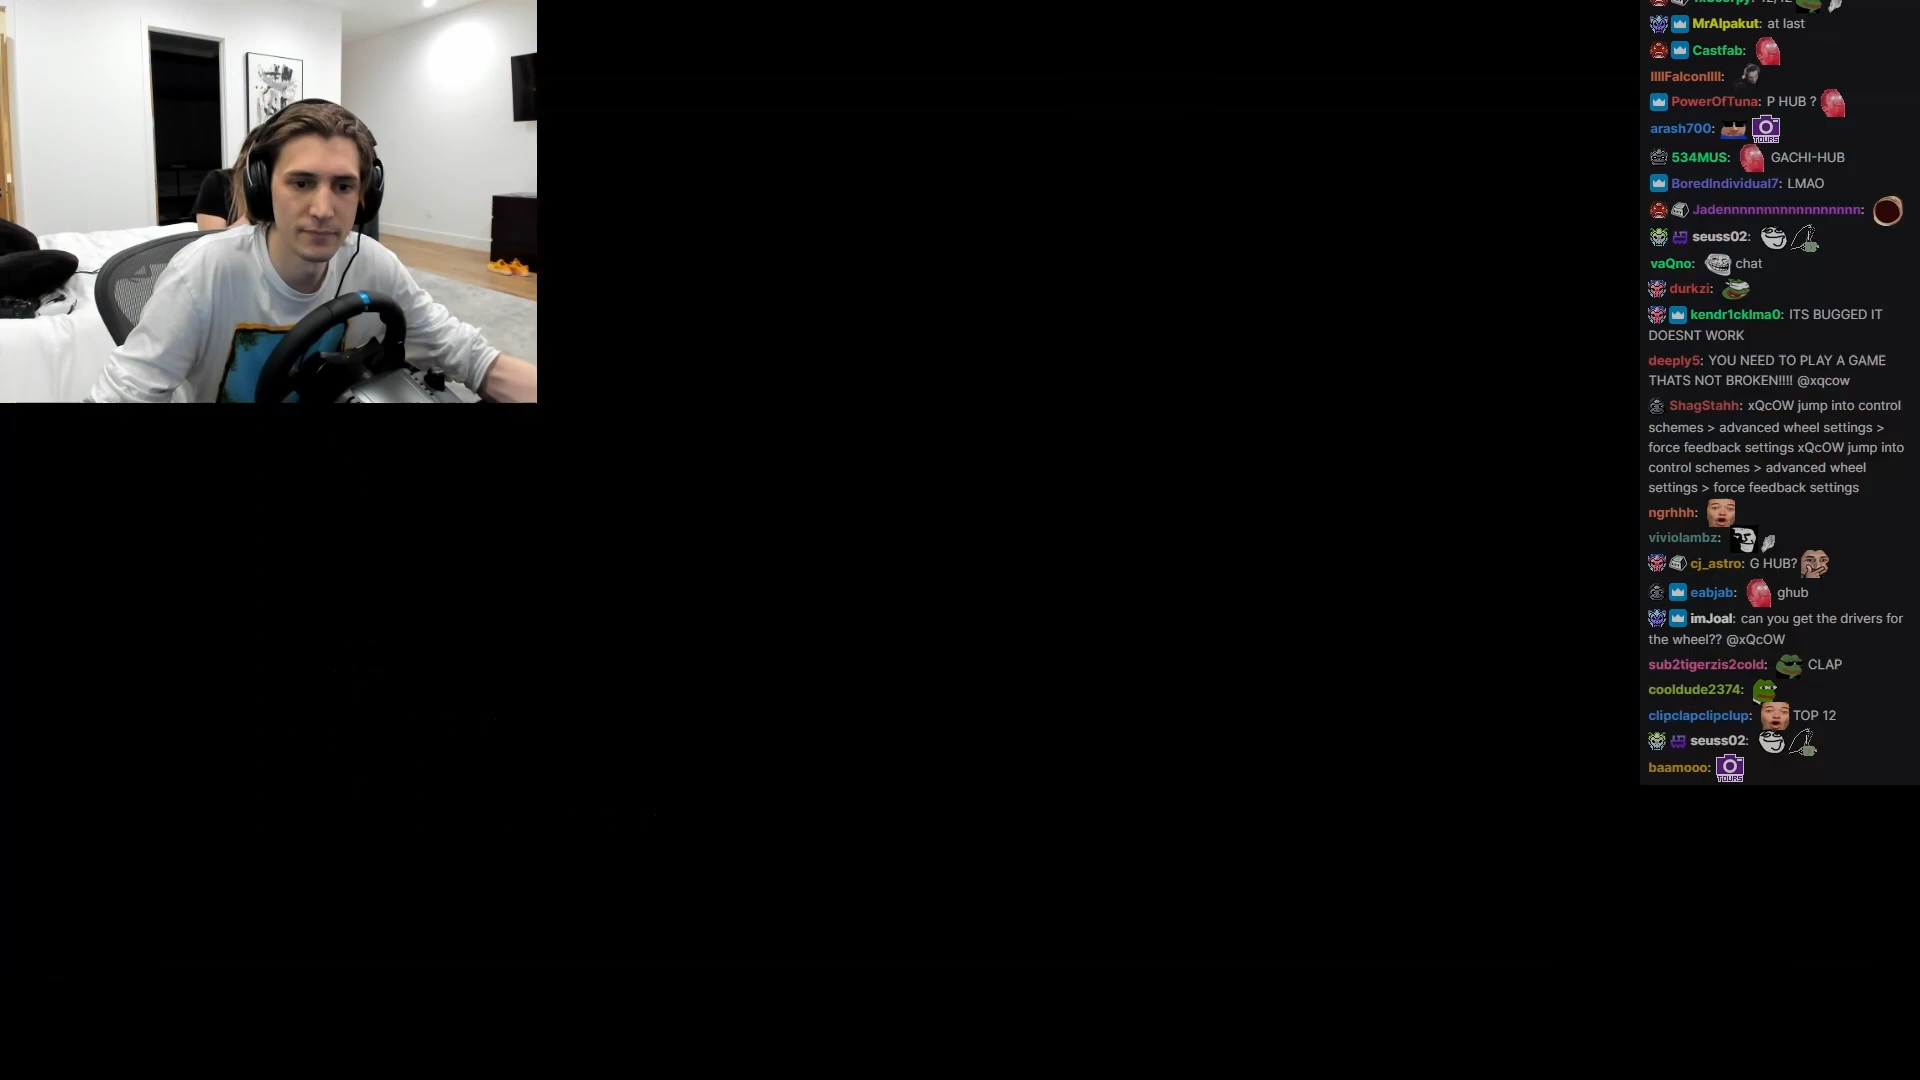 MrAlpakut: at last
Castfab:
IlllFalconllll:
PowerOfTuna: P HUB ?
arash700: TOURS
534MUS: GACHI-HUB
BoredIndividual7: LMAO
Jadennnnnnnnnnnnnnnnnn:
seuss02:
vaQno: chat
durkzi:
kendr1cklma0: ITS BUGGED IT
DOESNT WORK
deeply5: YOU NEED TO PLAY A GAME
THATS NOT BROKEN!!!! @xqcow
ShagStahh: xQcOW jump into control
schemes > advanced wheel settings >
force feedback settings xQcOW jump into
control schemes > advanced wheel
settings > force feedback settings
ngrhhh:
viviolambz:
cj_astro: G HUB?
eabjab: ghub
imJoal: can you get the drivers for
the wheel?? @xQcOW
sub2tigerzis2cold: CLAP
cooldude2374:
clipclapclipclup: TOP 12
seuss02:
baamooo: TOURS